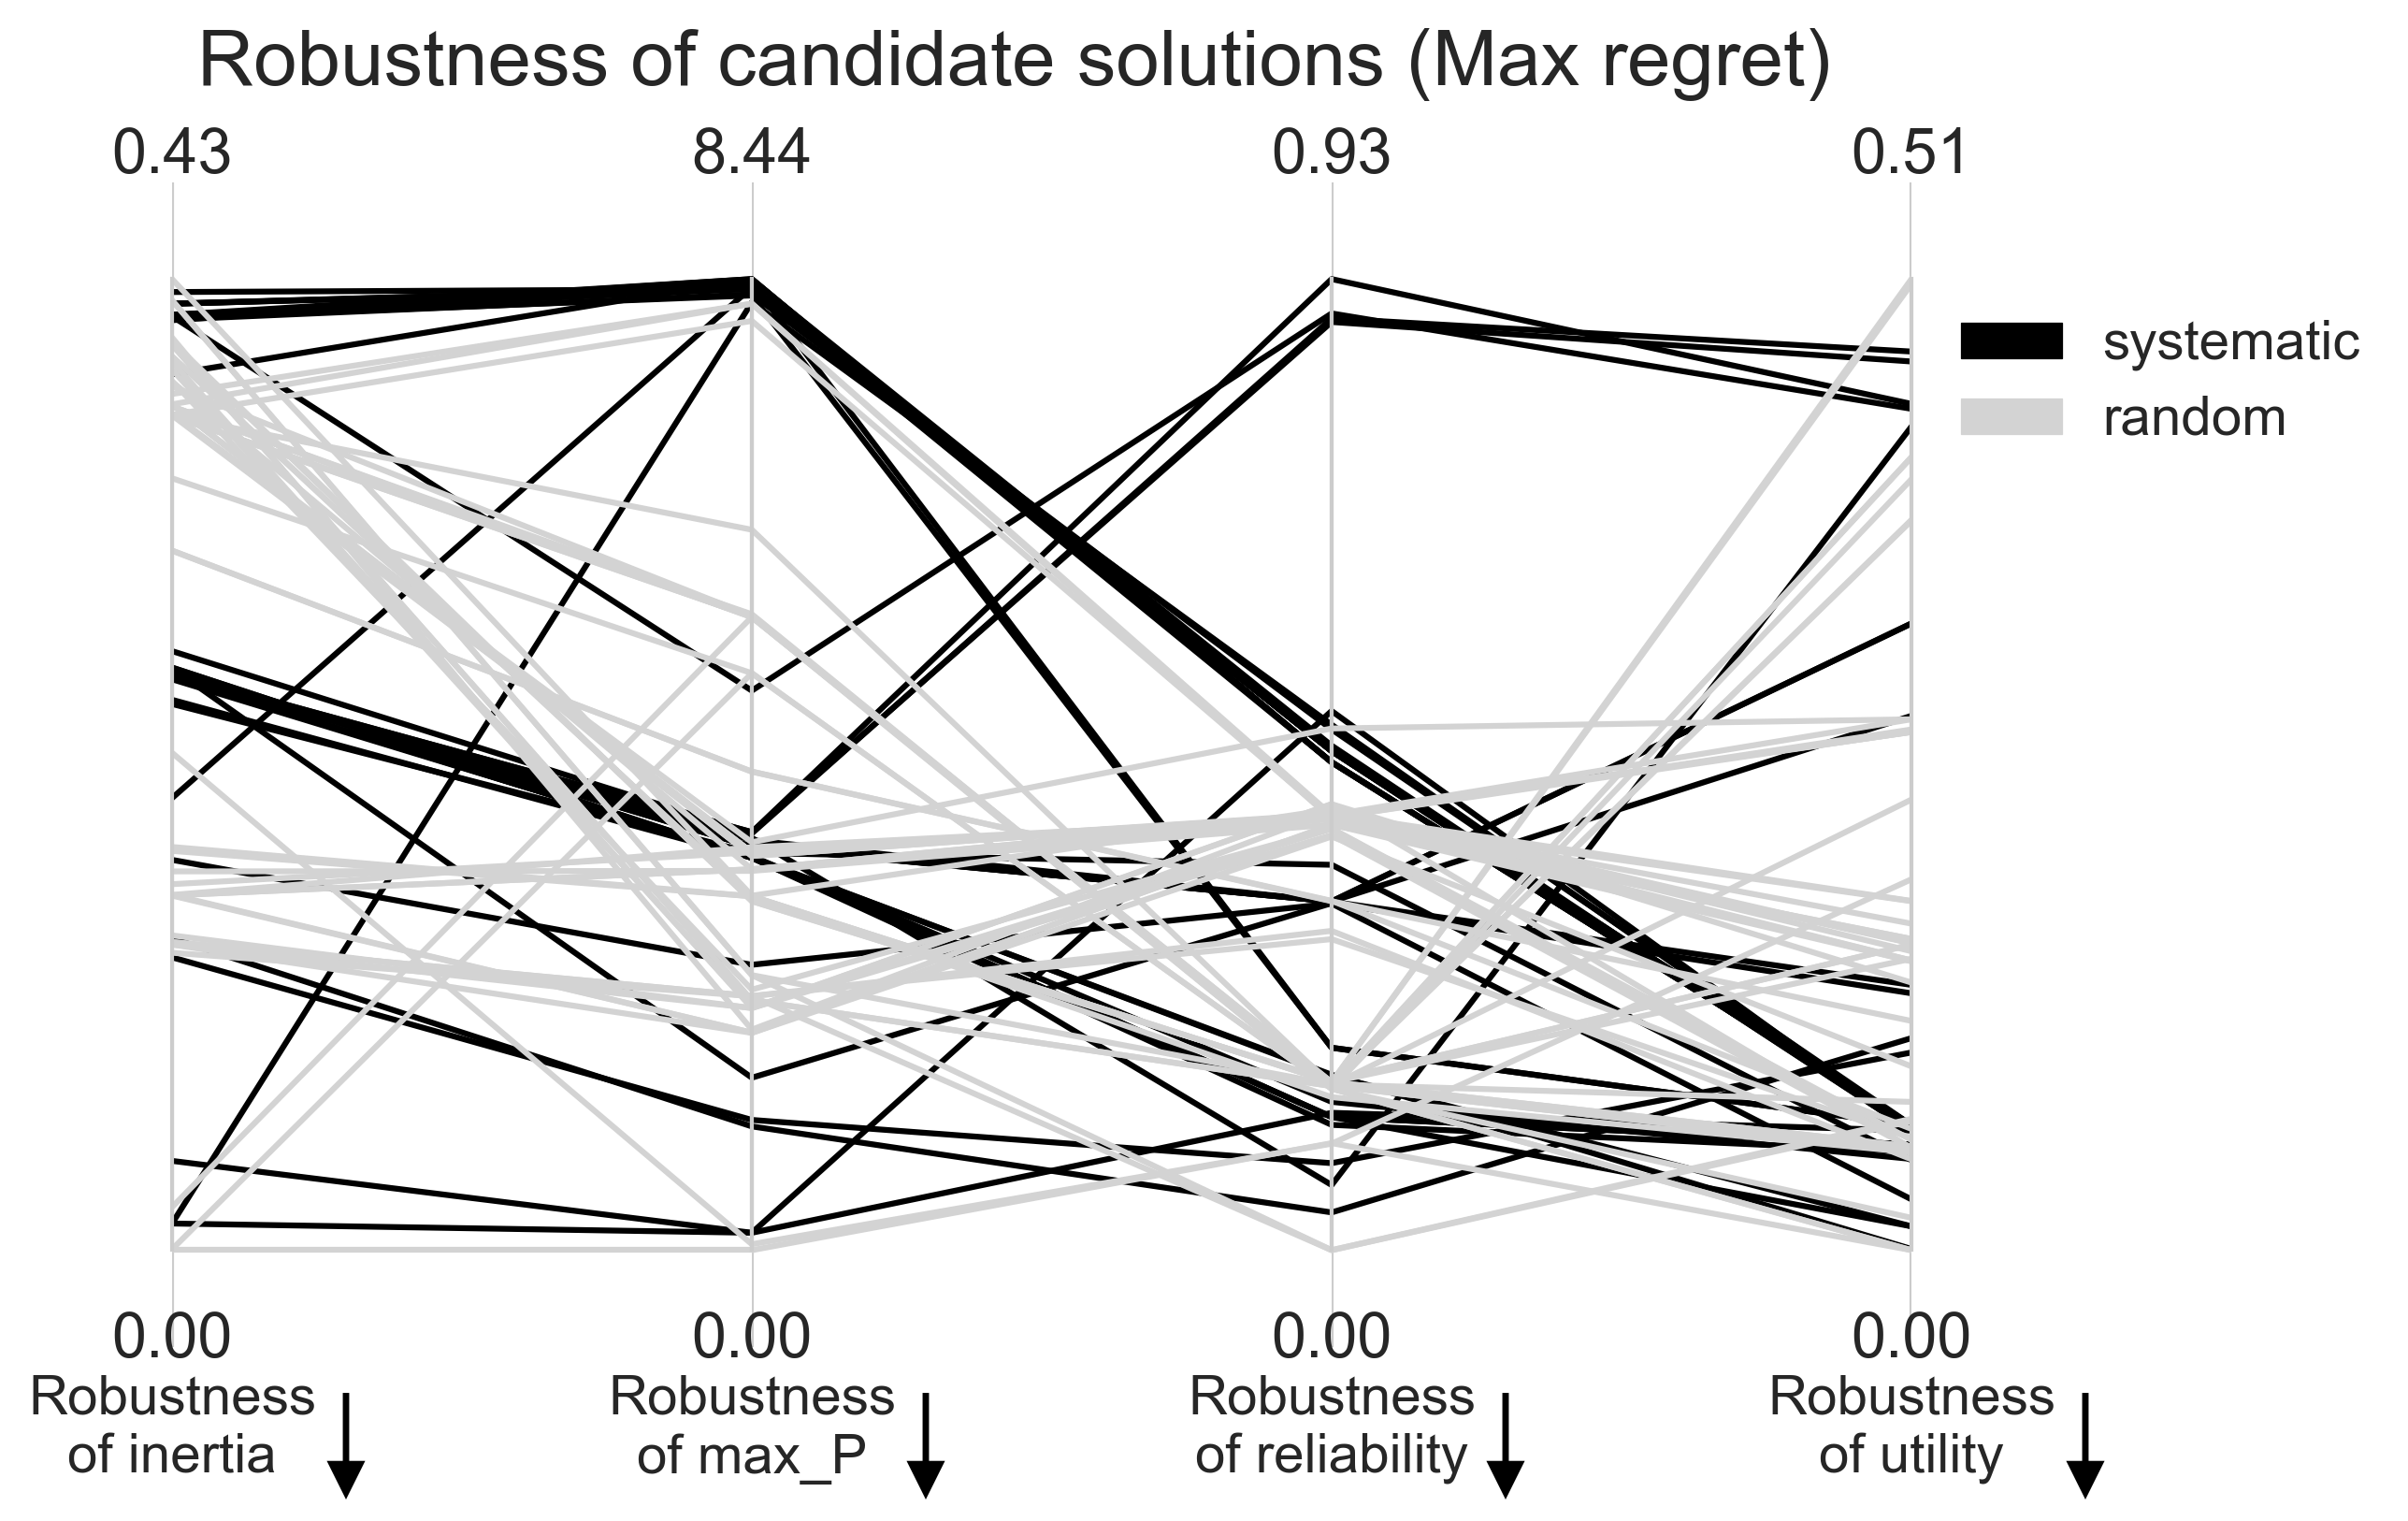 Robustness of candidate solutions (Max regret)
0.43 8.44 0.93 0.51
systematic
random
0.00 0.00 0.00 0.00
Robustness Robustness Robustness Robustness
of inertia of max_P of reliability of utility